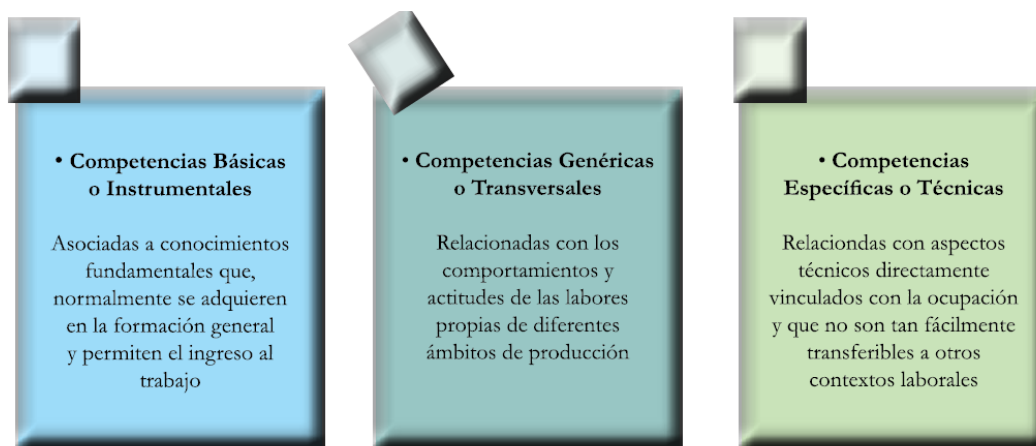 • Competencias Básicas
o Instrumentales
Asociadas a conocimientos
fundamentales que,
normalmente se adquieren
en la formación general
y permiten el ingreso al
trabajo
• Competencias Genéricas
o Transversales
Relacionadas con los
comportamientos y
actitudes de las labores
propias de diferentes
ámbitos de producción
• Competencias
Específicas o Técnicas
Relaciondas con aspectos
técnicos directamente
vinculados con la ocupación
y que no son tan fácilmente
transferibles a otros
contextos laborales